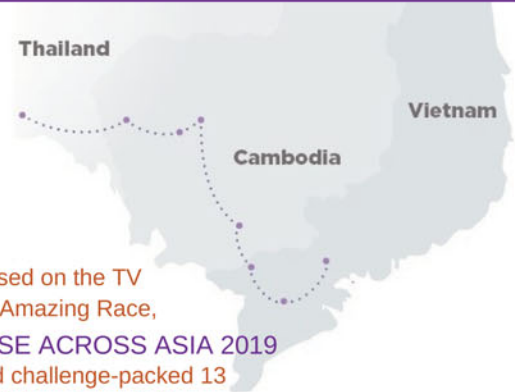 Thailand
Vietnam
Cambodia
sed on the TV
Amazing Race,
SE ACROSS ASIA 2019
d challenge-packed 13